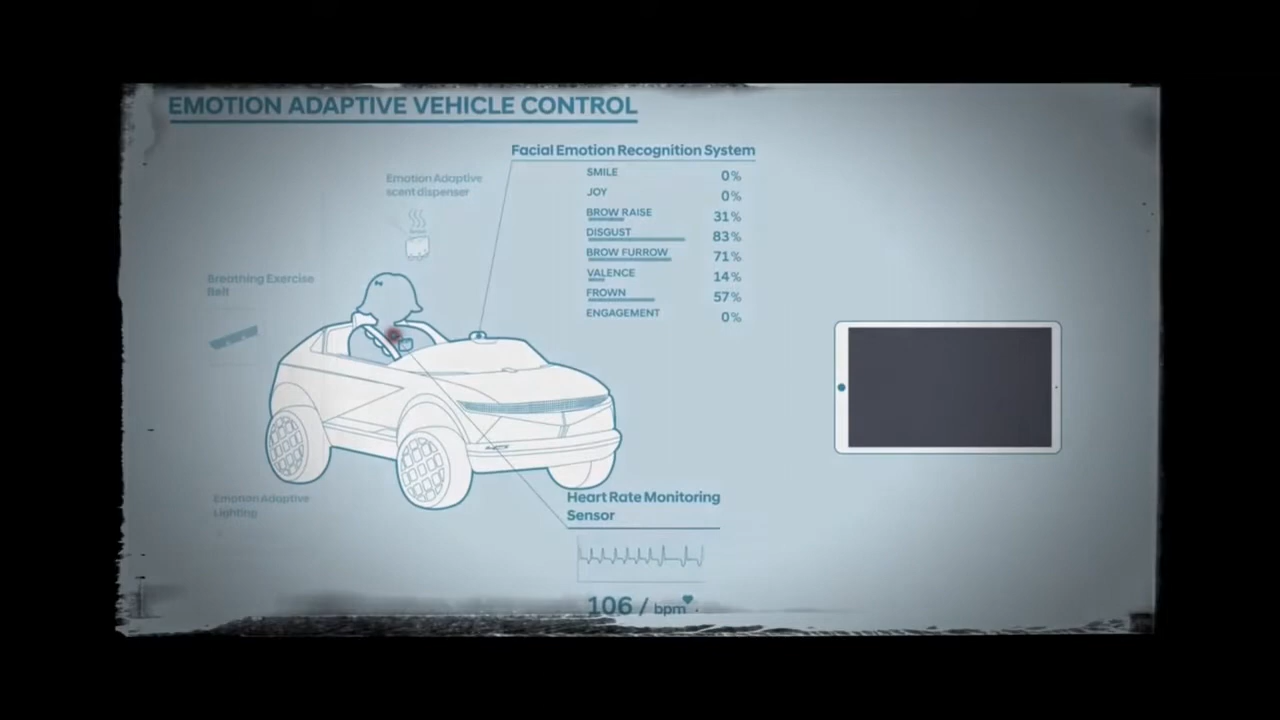 EMOTION ADAPTIVE VEHICLE CONTROL
Facial Emotion Recognition System
SMILE 0%
JOY 0%
BROW RAISE 31%
DISGUST 83%
BROW FURROW 71%
VALENCE 14%
FROWN 57%
ENGAGEMENT 0%
Emotion Adaptive
scent dispenser
Breathing Exercise
Belt
Emotion Adaptive
Lighting
Heart Rate Monitoring
Sensor
106 / bpm